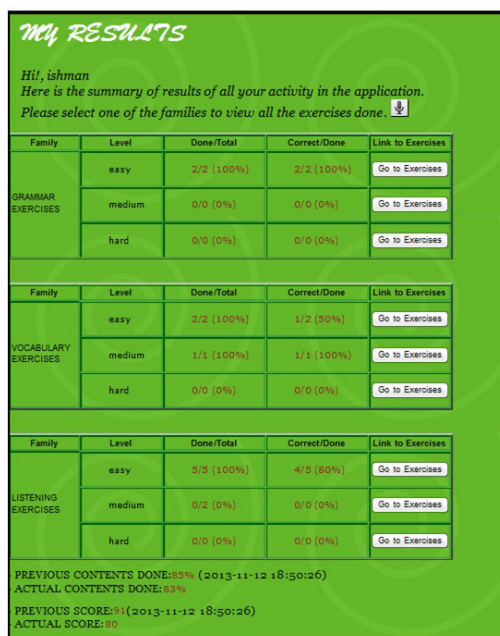 MY RESULTS
Hi!, ishman
Here is the summary of results of all your activity in the application.
Please select one of the families to view all the exercises done.
Family Level Done/Total Correct/Done Link to Exercises
GRAMMAR EXERCISES
easy 2/2 (100%) 2/2 (100%) Go to Exercises
medium 0/0 (0%) 0/0 (0%) Go to Exercises
hard 0/0 (0%) 0/0 (0%) Go to Exercises
Family Level Done/Total Correct/Done Link to Exercises
VOCABULARY EXERCISES
easy 2/2 (100%) 1/2 (50%) Go to Exercises
medium 1/1 (100%) 1/1 (100%) Go to Exercises
hard 0/0 (0%) 0/0 (0%) Go to Exercises
Family Level Done/Total Correct/Done Link to Exercises
LISTENING EXERCISES
easy 5/5 (100%) 4/5 (80%) Go to Exercises
medium 0/2 (0%) 0/0 (0%) Go to Exercises
hard 0/0 (0%) 0/0 (0%) Go to Exercises
PREVIOUS CONTENTS DONE:85% (2013-11-12 18:50:26)
ACTUAL CONTENTS DONE:83%
PREVIOUS SCORE:91(2013-11-12 18:50:26)
ACTUAL SCORE:80